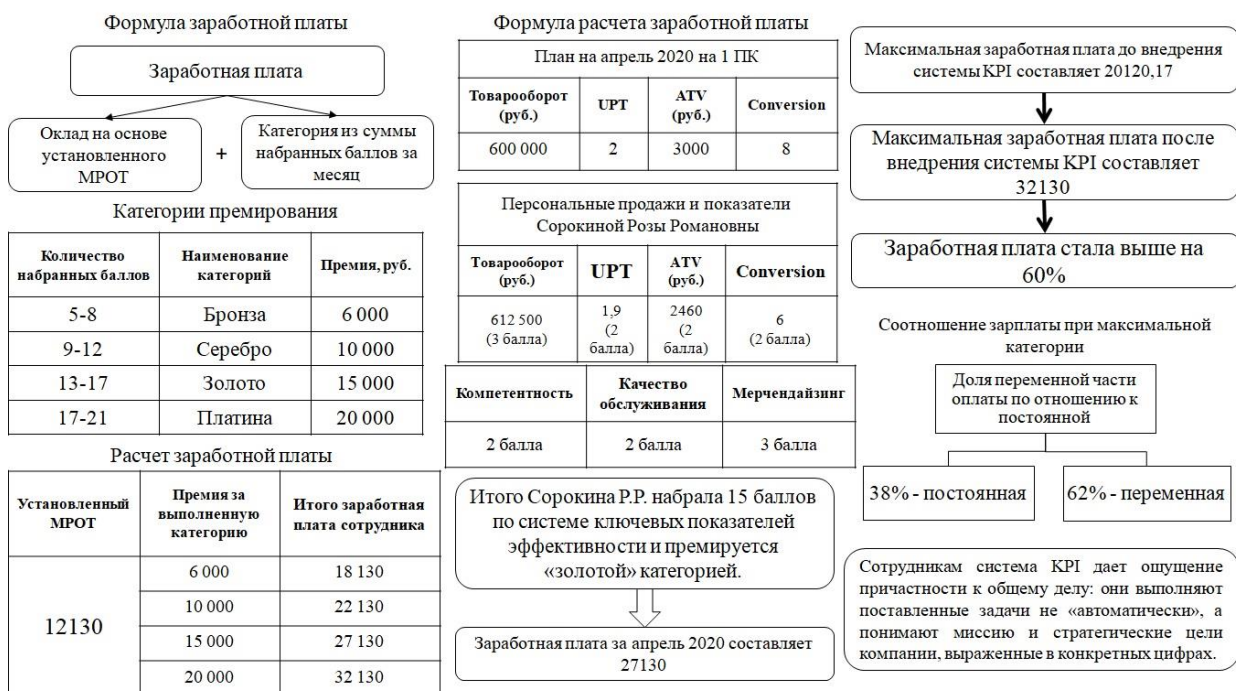 Формула заработной платы
Заработная плата
Оклад на основе
установленного
МРОТ
+
Категория из суммы
набранных баллов за
месяц
Категории премирования
Количество
набранных баллов
Наименование
категорий
Премия, руб.
5-8
Бронза
6 000
9-12
Серебро
10 000
13-17
Золото
15 000
17-21
Платина
20 000
Расчет заработной платы
Установленный
МРОТ
Премия за
выполненную
категорию
Итого заработная
плата сотрудника
12130
6 000
18 130
10 000
22 130
15 000
27 130
20 000
32 130
Формула расчета заработной платы
План на апрель 2020 на 1 ПК
Товарооборот
(руб.)
UPT
ATV
(руб.)
Conversion
600 000
2
3000
8
Персональные продажи и показатели
Сорокиной Розы Романовны
Товарооборот
(руб.)
UPT
ATV
(руб.)
Conversion
612 500
(3 балла)
1,9
(2
балла)
2460
(2
балла)
6
(2 балла)
Компетентность
Качество
обслуживания
Мерчендайзинг
2 балла
2 балла
3 балла
Итого Сорокина Р.Р. набрала 15 баллов
по системе ключевых показателей
эффективности и премируется
«золотой» категорией.
Заработная плата за апрель 2020 составляет
27130
Максимальная заработная плата до внедрения
системы KPI составляет 20120,17
Максимальная заработная плата после
внедрения системы KPI составляет
32130
Заработная плата стала выше на
60%
Соотношение зарплаты при максимальной
категории
Доля переменной части
оплаты по отношению к
постоянной
38% - постоянная
62% - переменная
Сотрудникам система KPI дает ощущение
причастности к общему делу: они выполняют
поставленные задачи не «автоматически», а
понимают миссию и стратегические цели
компании, выраженные в конкретных цифрах.